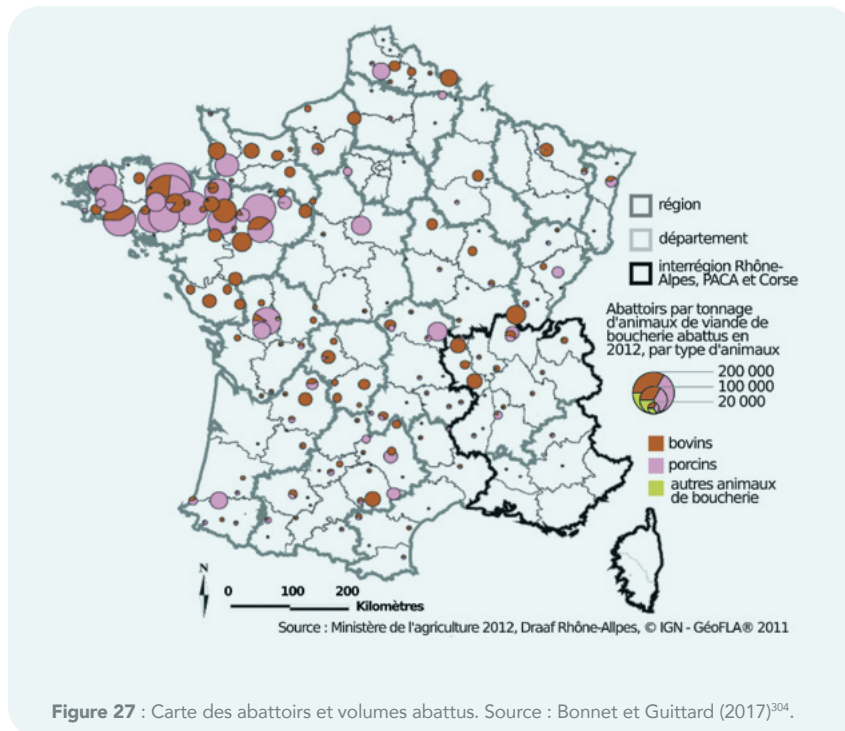 région
département
interrégion Rhône-
Alpes, PACA et Corse
Abattoirs par tonnage
d'animaux de viande de
boucherie abattus en
2012, par type d'animaux
200 000
100 000
20 000
bovins
porcins
autres animaux
de boucherie
N
0 100 200
Kilomètres
Source : Ministère de l'agriculture 2012, Draaf Rhône-Allpes, © IGN - GéoFLA® 2011
Figure 27 : Carte des abattoirs et volumes abattus. Source : Bonnet et Guittard (2017)304.